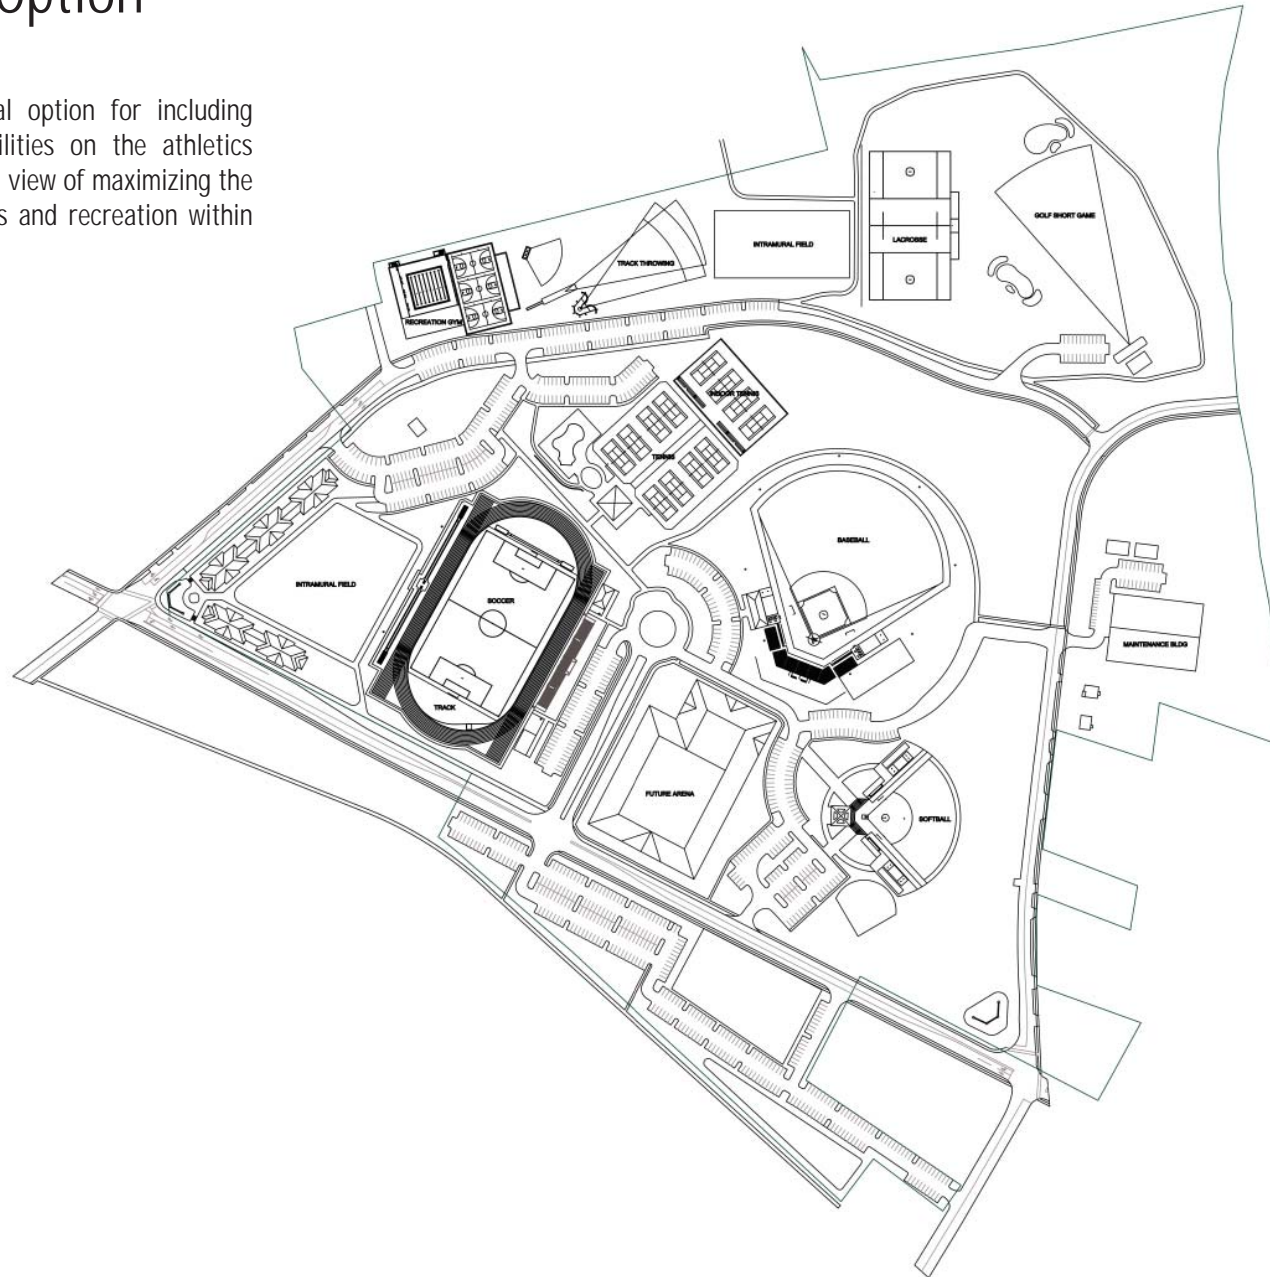 option
al option for including
ilities on the athletics
view of maximizing the
s and recreation within
GOLF SHORT GAME
INTRAMURAL FIELD
LACROSSE
TRACK THROWING
RECREATION GYM
INDOOR TENNIS
TENNIS
BASEBALL
INTRAMURAL FIELD
SOCCER
MAINTENANCE BLDG
TRACK
FUTURE ARENA
SOFTBALL